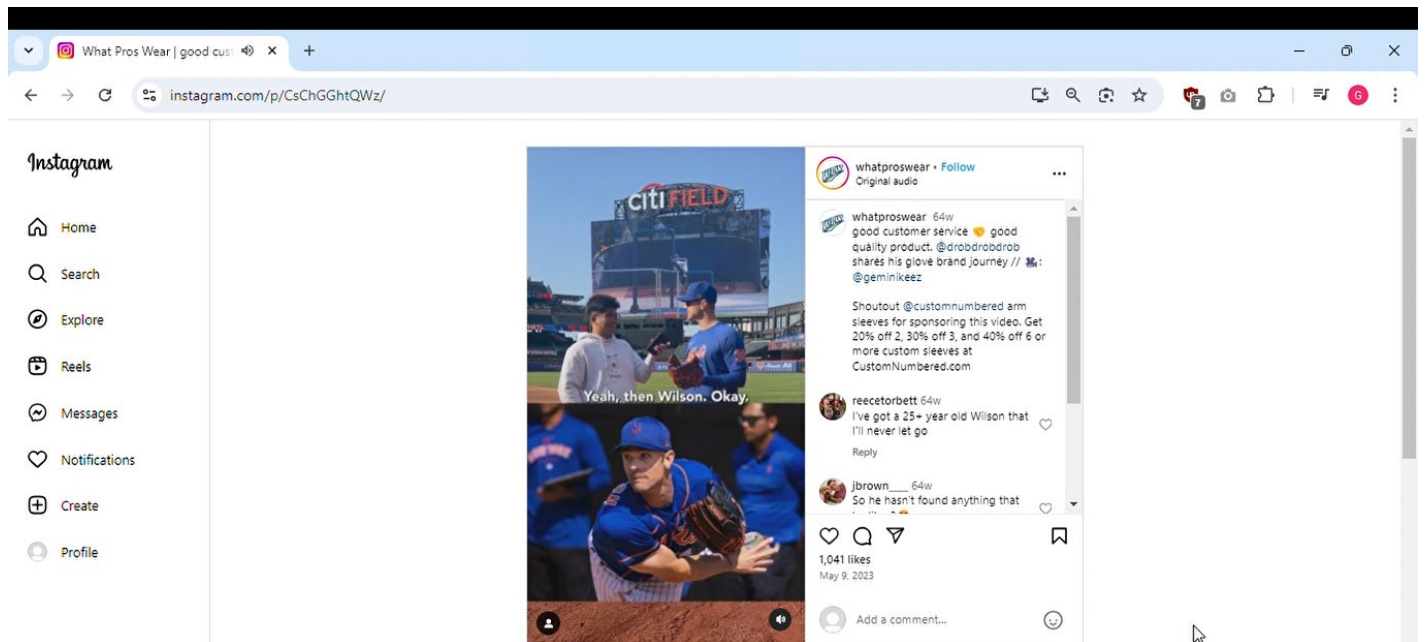 What Pros Wear | good cus
instagram.com/p/CsChGGhtQWz/
7
G
Instagram
Home
Search
Explore
Reels
Messages
Notifications
Create
Profile
citi FIELD
Yeah, then Wilson. Okay.
whatproswear • Follow
Original audio
whatproswear 64w
good customer service 🤝 good
quality product. @drobdrobdrob
shares his glove brand journey // 🎥:
@geminikeez
Shoutout @customnumbered arm
sleeves for sponsoring this video. Get
20% off 2, 30% off 3, and 40% off 6 or
more custom sleeves at
CustomNumbered.com
reecetorbett 64w
I've got a 25+ year old Wilson that
I'll never let go
Reply
jbrown___ 64w
So he hasn't found anything that
1,041 likes
May 9, 2023
Add a comment...